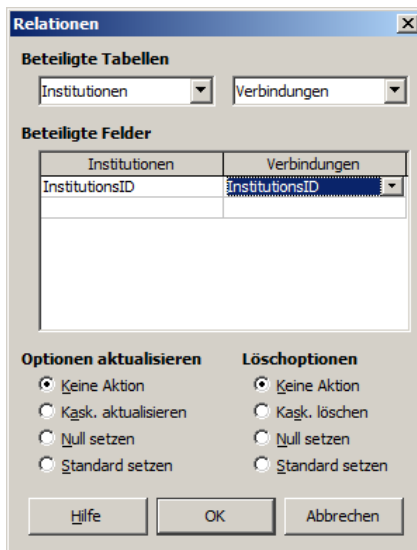 Relationen
Beteiligte Tabellen
Institutionen Verbindungen
Beteiligte Felder
Institutionen Verbindungen
InstitutionsID InstitutionsID
Optionen aktualisieren Löschoptionen
Keine Aktion Keine Aktion
Kask. aktualisieren Kask. löschen
Null setzen Null setzen
Standard setzen Standard setzen
Hilfe OK Abbrechen